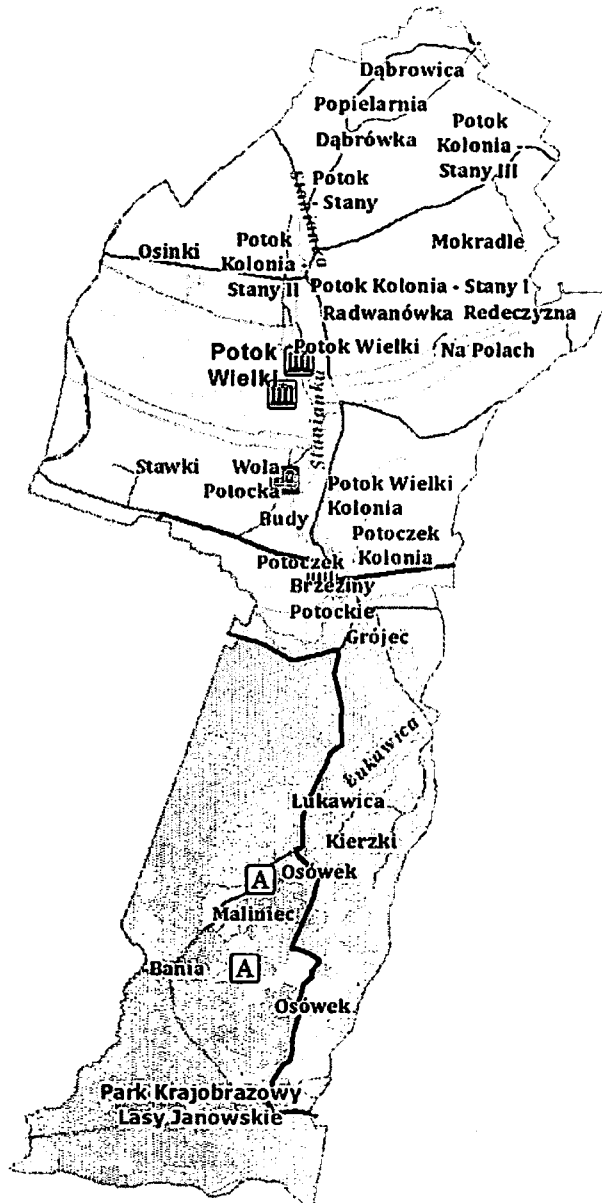 Dąbrowica
Popielarnia
Potok
Kolonia -
Stany III
Dąbrówka
Potok
- Stany
Stanianka
Mokradle
Osinki
Potok
Kolonia -
Stany II
Potok Kolonia - Stany I
Radwanówka
Redeczyzna
Potok
Wielki
Potok Wielki
Na Polach
Stanianka
Stawki
Wola
Potocka
Budy
Potok Wielki
Kolonia
Potoczek
Kolonia
Potoczek
Brzeziny
Potockie
Grójec
Łukawica
Łukawica
Kierzki
Osówek
A
Maliniec
Bania
A
Osówek
Park Krajobrazowy
Lasy Janowskie